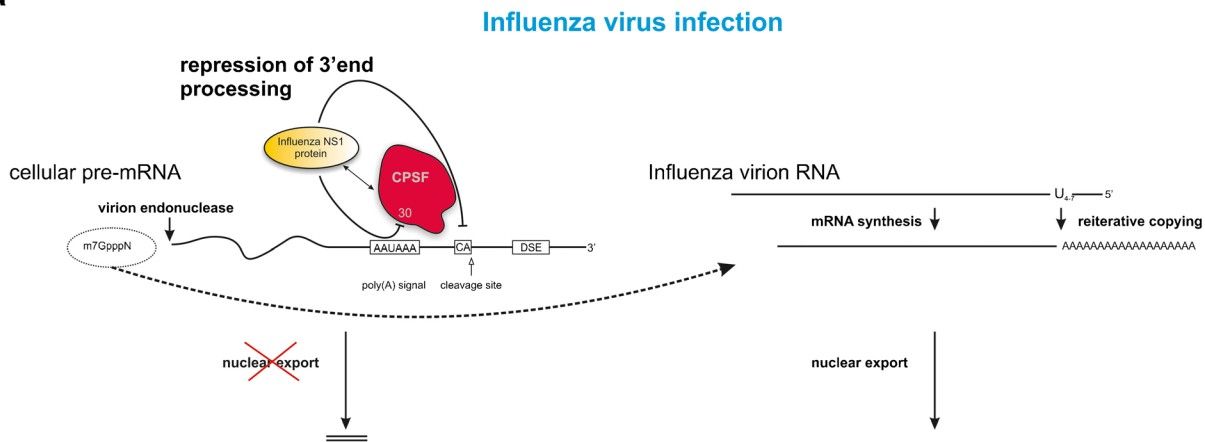 Influenza virus infection
repression of 3'end
processing
Influenza NS1
protein
CPSF
30
cellular pre-mRNA
virion endonuclease
m7GpppN
AAUAAA
CA
DSE
3'
poly(A) signal
cleavage site
nuclear export
Influenza virion RNA
U4-7
5'
mRNA synthesis
reiterative copying
AAAAAAAAAAAAAAAAAAA
nuclear export